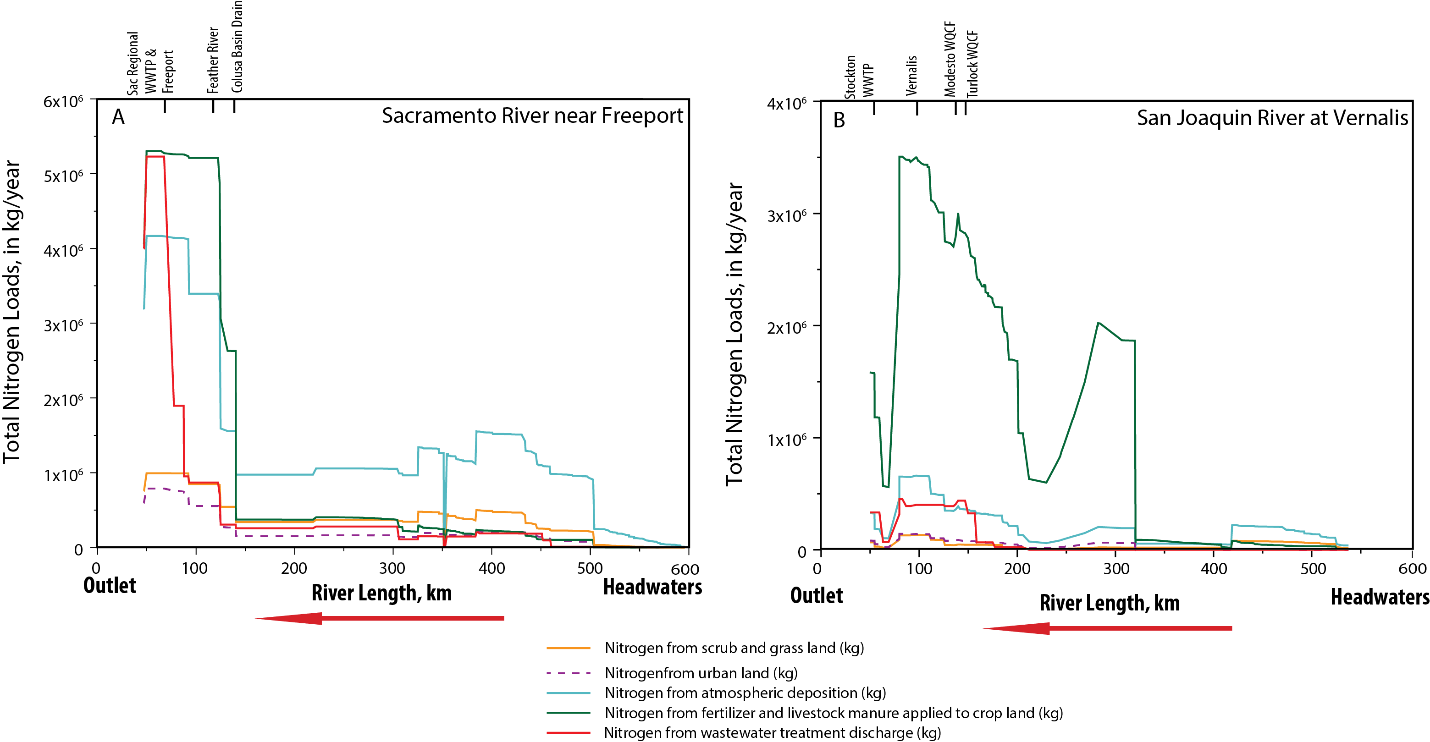 Sac Regional
WWTP &
Freeport
Feather River
Colusa Basin Drain
A
Sacramento River near Freeport
Total Nitrogen Loads, in kg/year
6x10⁶
5x10⁶
4x10⁶
3x10⁶
2x10⁶
1x10⁶
0
0
100
200
300
400
500
600
Outlet
River Length, km
Headwaters
Stockton
WWTP
Vernalis
Modesto WQCF
Turlock WQCF
B
San Joaquin River at Vernalis
Total Nitrogen Loads, in kg/year
4x10⁶
3x10⁶
2x10⁶
1x10⁶
0
0
100
200
300
400
500
600
Outlet
River Length, km
Headwaters
Nitrogen from scrub and grass land (kg)
Nitrogenfrom urban land (kg)
Nitrogen from atmospheric deposition (kg)
Nitrogen from fertilizer and livestock manure applied to crop land (kg)
Nitrogen from wastewater treatment discharge (kg)